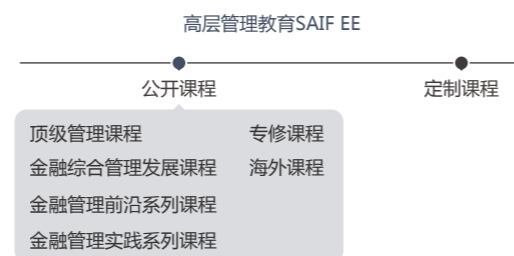 高层管理教育SAIF EE
公开课程 定制课程
顶级管理课程 专修课程
金融综合管理发展课程 海外课程
金融管理前沿系列课程
金融管理实践系列课程